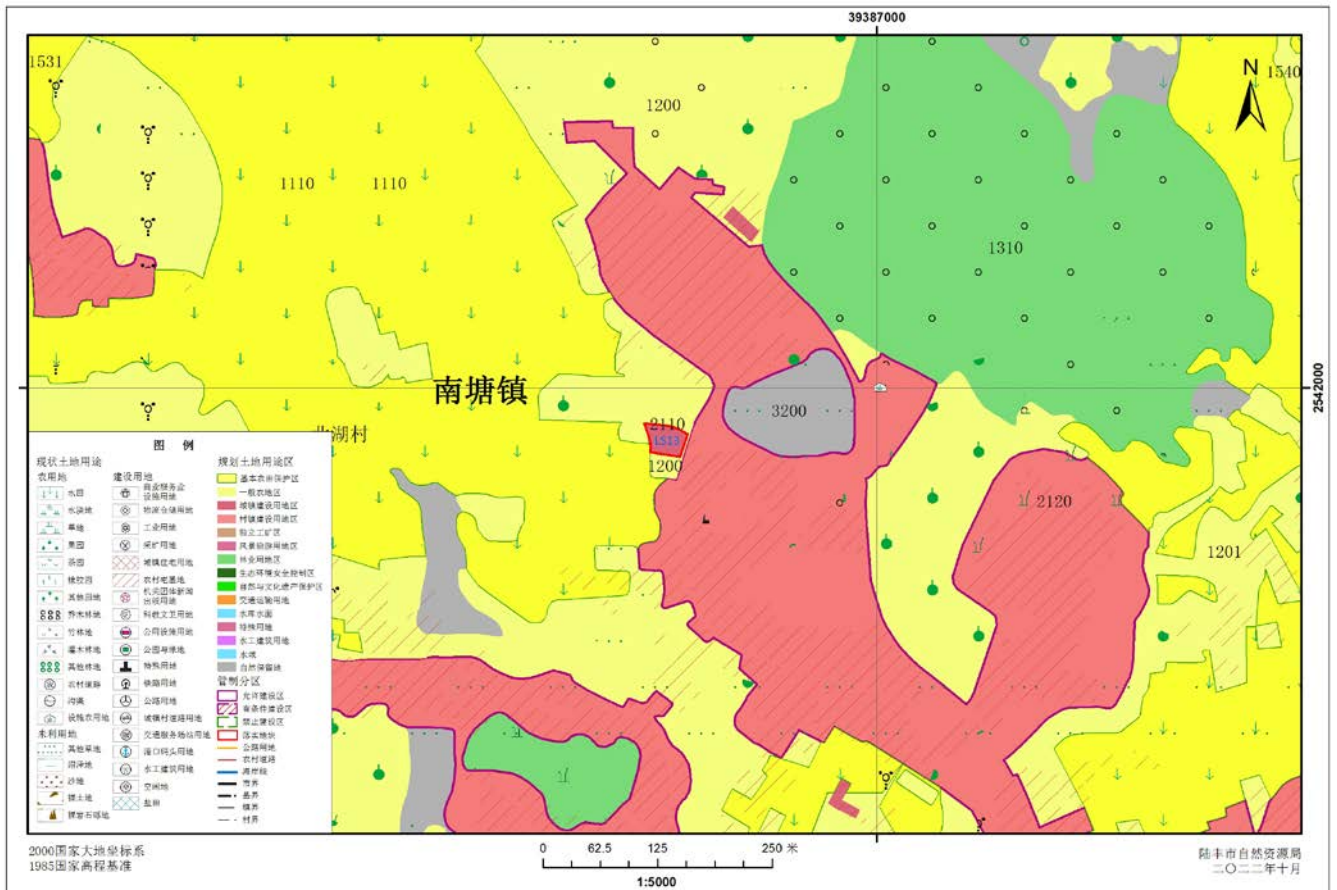 39387000
1531
N
1540
1200
1110
1110
1310
南塘镇
3200
2542000
2110
LS13
1200
2120
1201
图 例
现状土地用途
农用地
水田
水浇地
旱地
果园
茶园
橡胶园
其他园地
乔木林地
竹林地
灌木林地
其他林地
农村道路
沟渠
设施农用地
未利用地
其他草地
沼泽地
沙地
裸土地
裸岩石砾地
建设用地
商业服务业
设施用地
物流仓储用地
工业用地
采矿用地
城镇住宅用地
农村宅基地
机关团体新闻
出版用地
科教文卫用地
公用设施用地
公园与绿地
特殊用地
铁路用地
公路用地
城镇村道路用地
交通服务场站用地
港口码头用地
水工建筑用地
空闲地
盐田
规划土地用途区
基本农田保护区
一般农地区
城镇建设用地区
村镇建设用地区
独立工矿区
风景旅游用地区
林业用地区
生态环境安全控制区
自然与文化遗产保护区
交通运输用地
水库水面
特殊用地
水工建筑用地
水域
自然保留地
管制分区
允许建设区
有条件建设区
禁止建设区
落实地块
公路用地
农村道路
海岸线
市界
县界
镇界
村界
2000国家大地坐标系
1985国家高程基准
0 62.5 125 250 米
1:5000
陆丰市自然资源局
二〇二二年十月